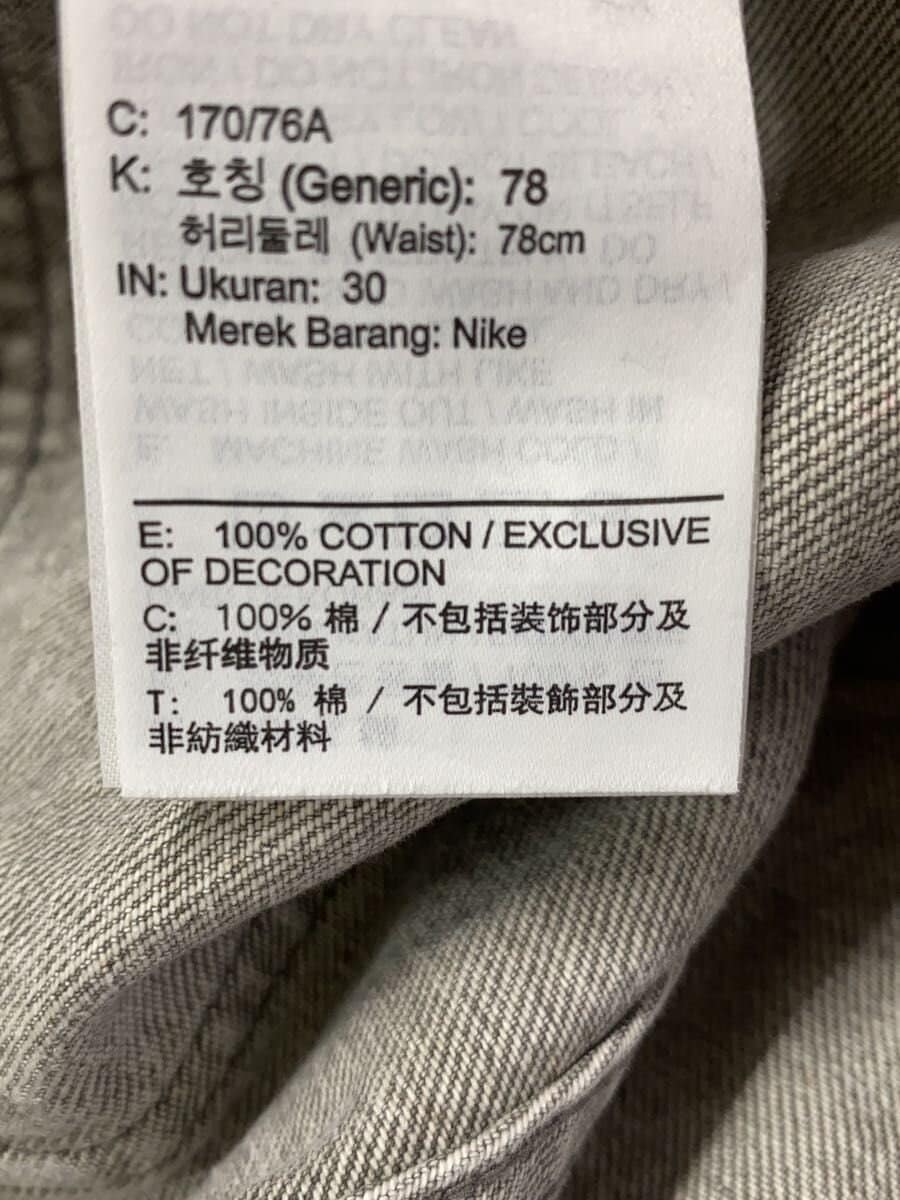 C: 170/76A
K: 호칭 (Generic): 78
허리둘레 (Waist): 78cm
IN: Ukuran: 30
Merek Barang: Nike
E: 100% COTTON / EXCLUSIVE
OF DECORATION
C: 100% 棉 / 不包括装饰部分及
非纤维物质
T: 100% 棉 / 不包括裝飾部分及
非紡織材料